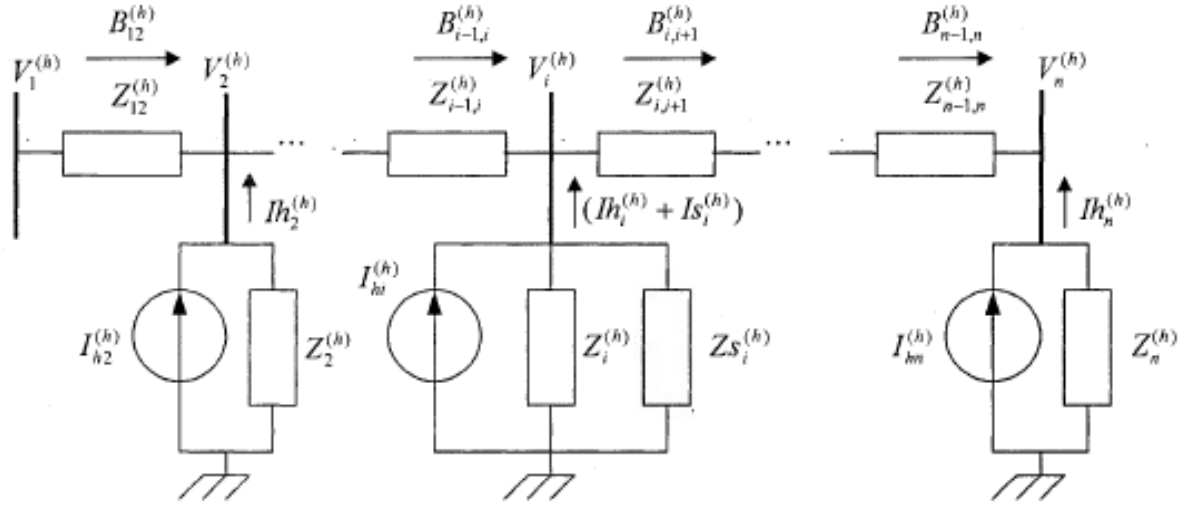 B_{12}^{(h)} B_{i-1,i}^{(h)} B_{i,i+1}^{(h)} B_{n-1,n}^{(h)}
V_1^{(h)} V_2^{(h)} V_i^{(h)} V_n^{(h)}
Z_{12}^{(h)} Z_{i-1,i}^{(h)} Z_{i,i+1}^{(h)} Z_{n-1,n}^{(h)}
... ...
Ih_2^{(h)} (Ih_i^{(h)} + Is_i^{(h)}) Ih_n^{(h)}
I_{hi}^{(h)}
I_{h2}^{(h)} Z_2^{(h)} Z_i^{(h)} Zs_i^{(h)} I_{hn}^{(h)} Z_n^{(h)}